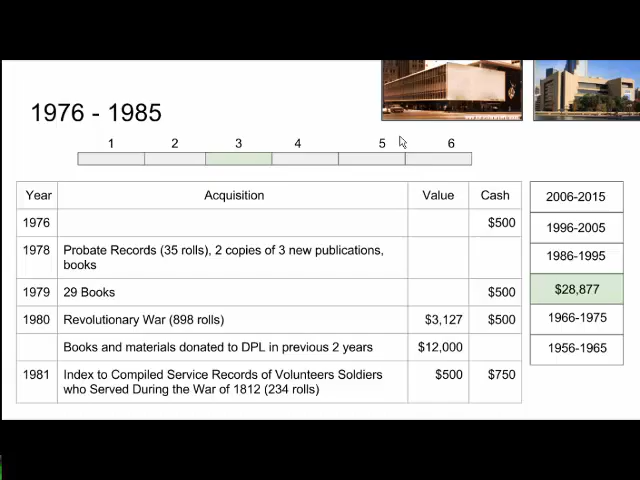 1976 - 1985
1 2 3 4 5 6
Year Acquisition Value Cash
1976 $500
1978 Probate Records (35 rolls), 2 copies of 3 new publications,
books
1979 29 Books $500
1980 Revolutionary War (898 rolls) $3,127 $500
Books and materials donated to DPL in previous 2 years $12,000
1981 Index to Compiled Service Records of Volunteers Soldiers $500 $750
who Served During the War of 1812 (234 rolls)
2006-2015
1996-2005
1986-1995
$28,877
1966-1975
1956-1965